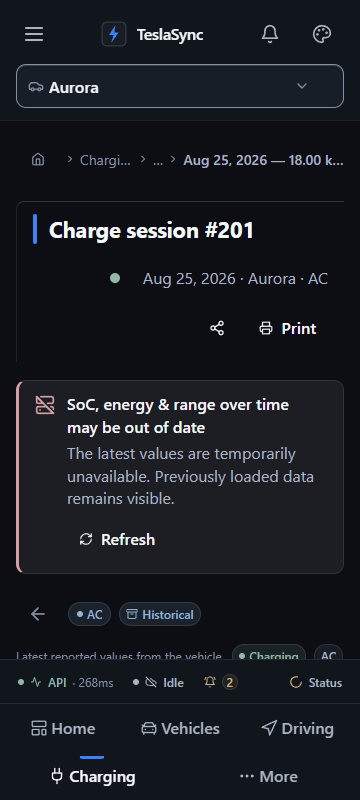 TeslaSync
Aurora
Chargi... > ... > Aug 25, 2026 — 18.00 k...
Charge session #201
Aug 25, 2026 · Aurora · AC
Print
SoC, energy & range over time
may be out of date
The latest values are temporarily
unavailable. Previously loaded data
remains visible.
Refresh
AC Historical
Latest reported values from the vehicle Charging AC
API · 268ms Idle 2 Status
Home Vehicles Driving
Charging More